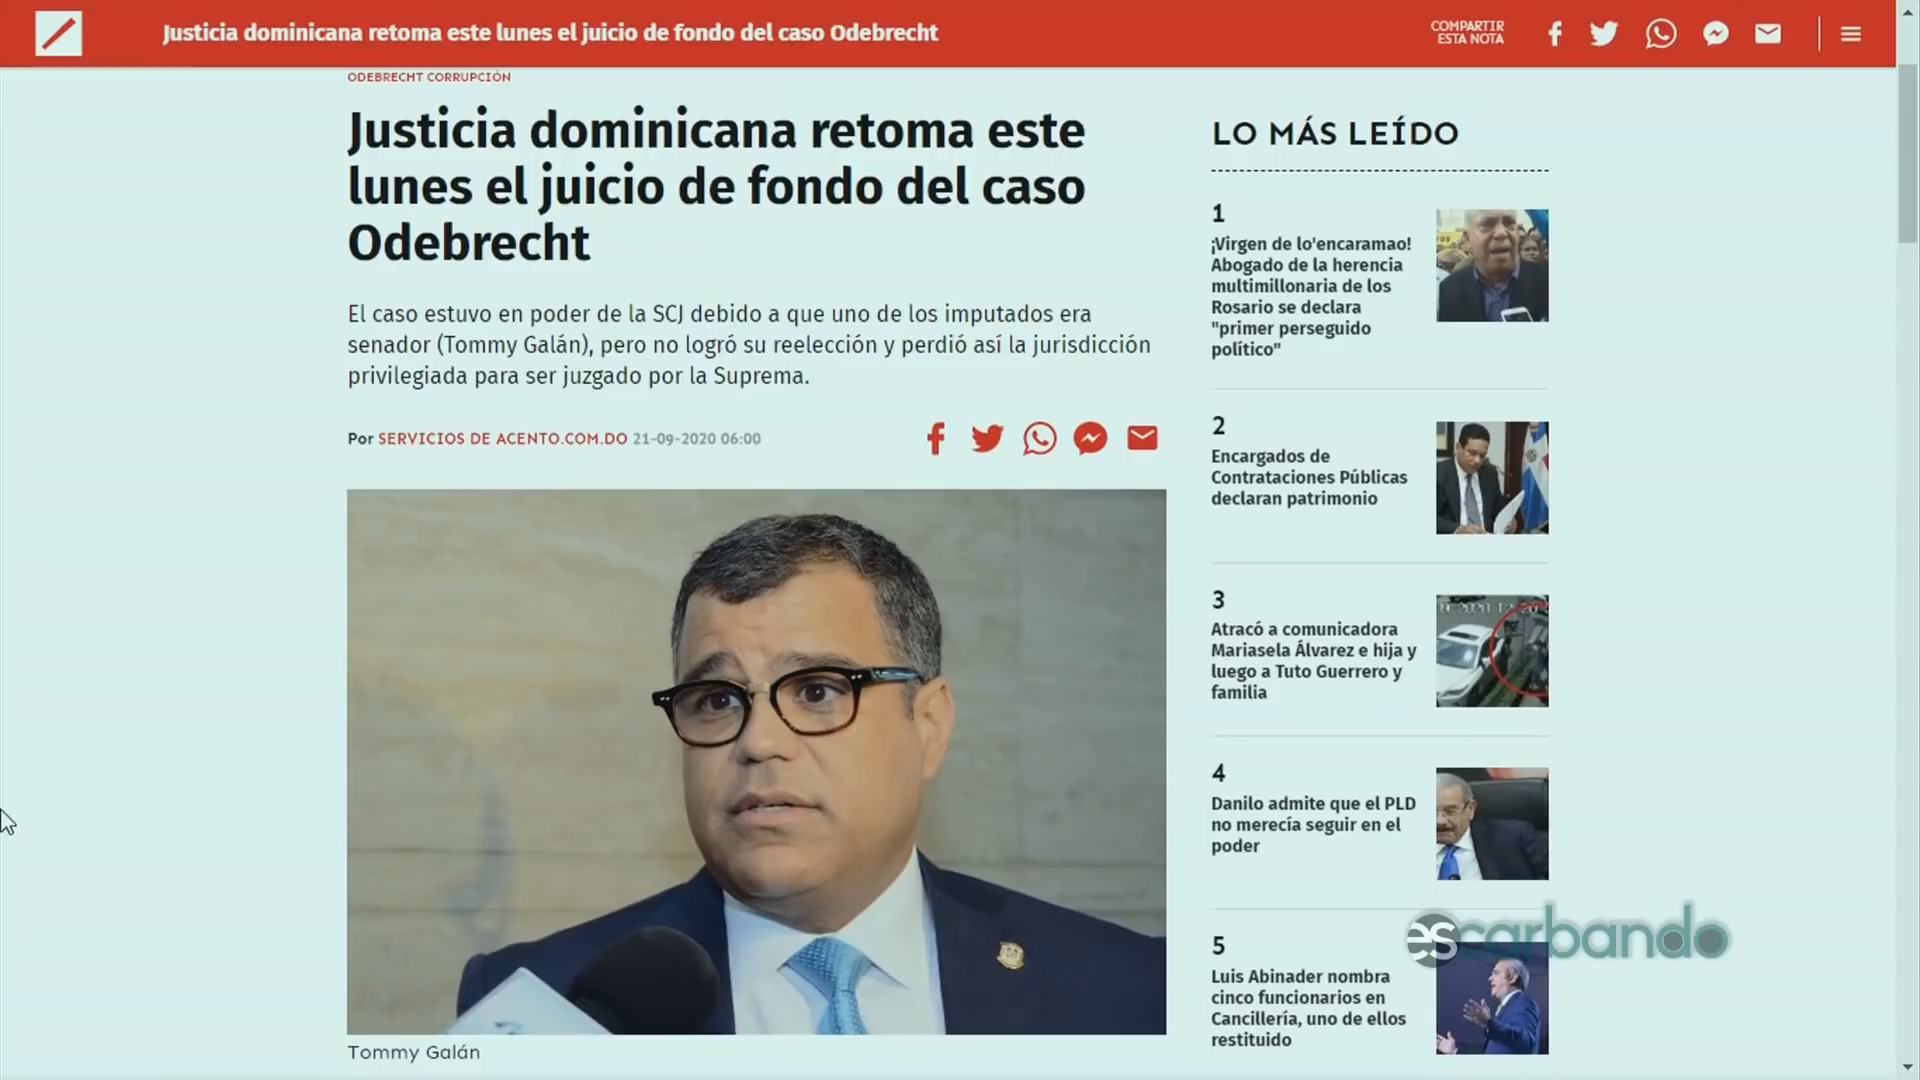 Justicia dominicana retoma este lunes el juicio de fondo del caso Odebrecht
COMPARTIR
ESTA NOTA
ODEBRECHT CORRUPCIÓN
Justicia dominicana retoma este
lunes el juicio de fondo del caso
Odebrecht
El caso estuvo en poder de la SCJ debido a que uno de los imputados era
senador (Tommy Galán), pero no logró su reelección y perdió así la jurisdicción
privilegiada para ser juzgado por la Suprema.
Por SERVICIOS DE ACENTO.COM.DO 21-09-2020 06:00
Tommy Galán
LO MÁS LEÍDO
1
¡Virgen de lo'encaramao!
Abogado de la herencia
multimillonaria de los
Rosario se declara
"primer perseguido
político"
2
Encargados de
Contrataciones Públicas
declaran patrimonio
3
Atracó a comunicadora
Mariasela Álvarez e hija y
luego a Tuto Guerrero y
familia
4
Danilo admite que el PLD
no merecía seguir en el
poder
5
Luis Abinader nombra
cinco funcionarios en
Cancillería, uno de ellos
restituido
escarbando